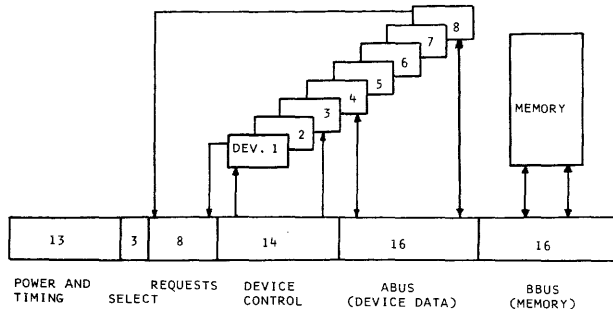 8
7
6
5
4
3
2
DEV. 1
MEMORY
13 3 8 14 16 16
POWER AND REQUESTS DEVICE ABUS BBUS
TIMING SELECT CONTROL (DEVICE DATA) (MEMORY)